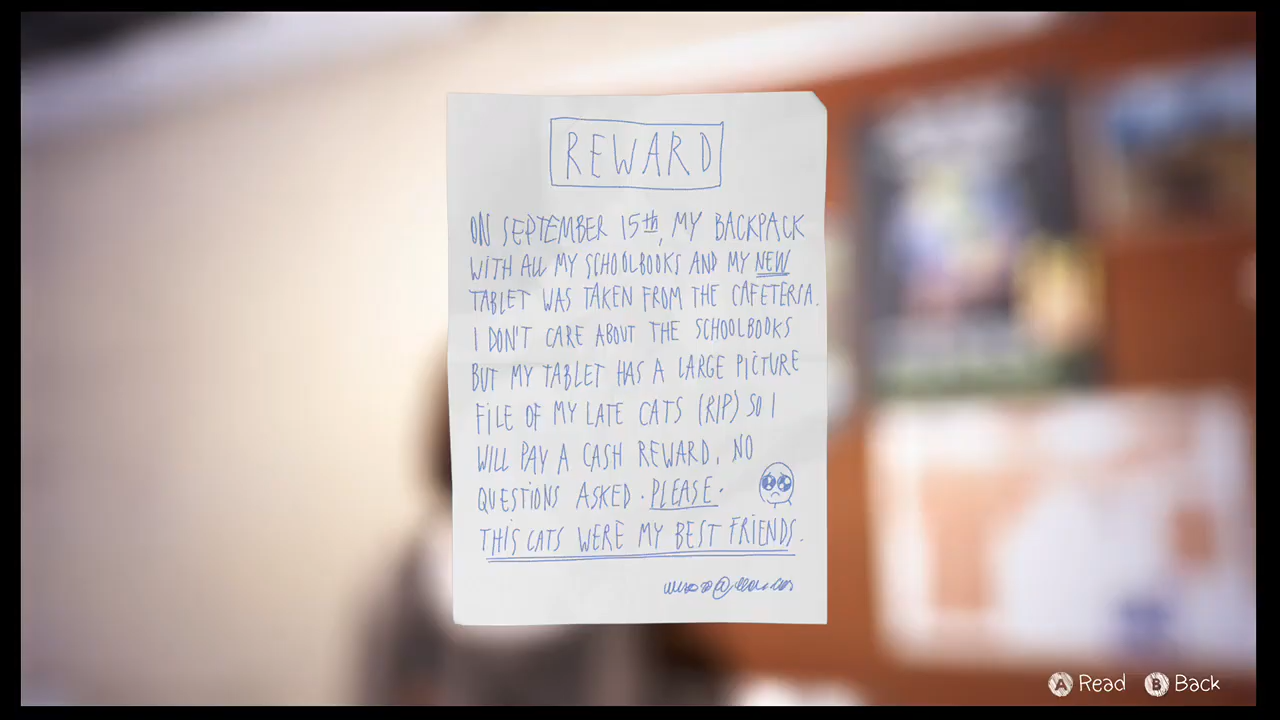 REWARD
ON SEPTEMBER 15th, MY BACKPACK
WITH ALL MY SCHOOLBOOKS AND MY NEW
TABLET WAS TAKEN FROM THE CAFETERIA.
I DON'T CARE ABOUT THE SCHOOLBOOKS
BUT MY TABLET HAS A LARGE PICTURE
FILE OF MY LATE CATS (RIP) SO I
WILL PAY A CASH REWARD, NO
QUESTIONS ASKED. PLEASE.
THIS CATS WERE MY BEST FRIENDS.
A Read B Back